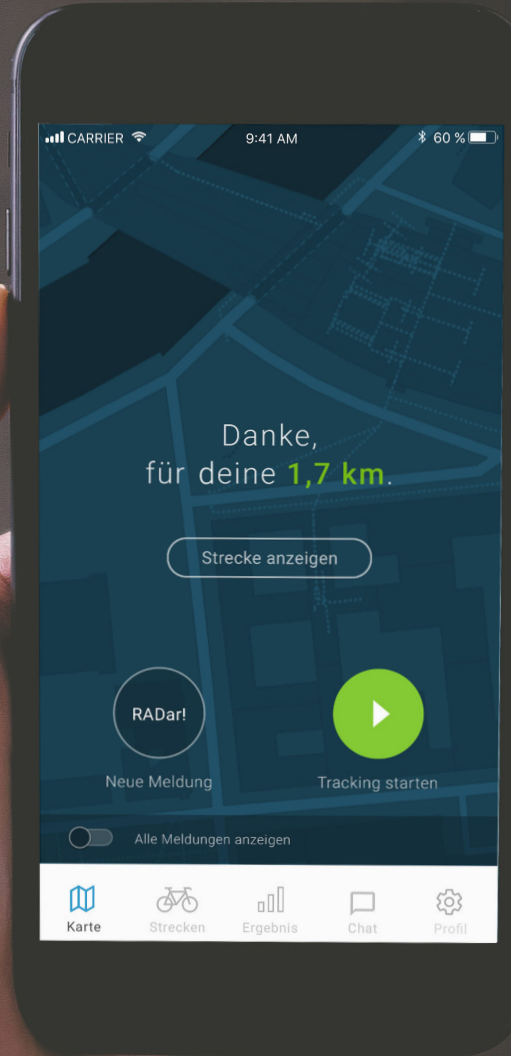 CARRIER 9:41 AM 60 %
Danke,
für deine 1,7 km.
Strecke anzeigen
RADar!
Neue Meldung Tracking starten
Alle Meldungen anzeigen
Karte Strecken Ergebnis Chat Profil